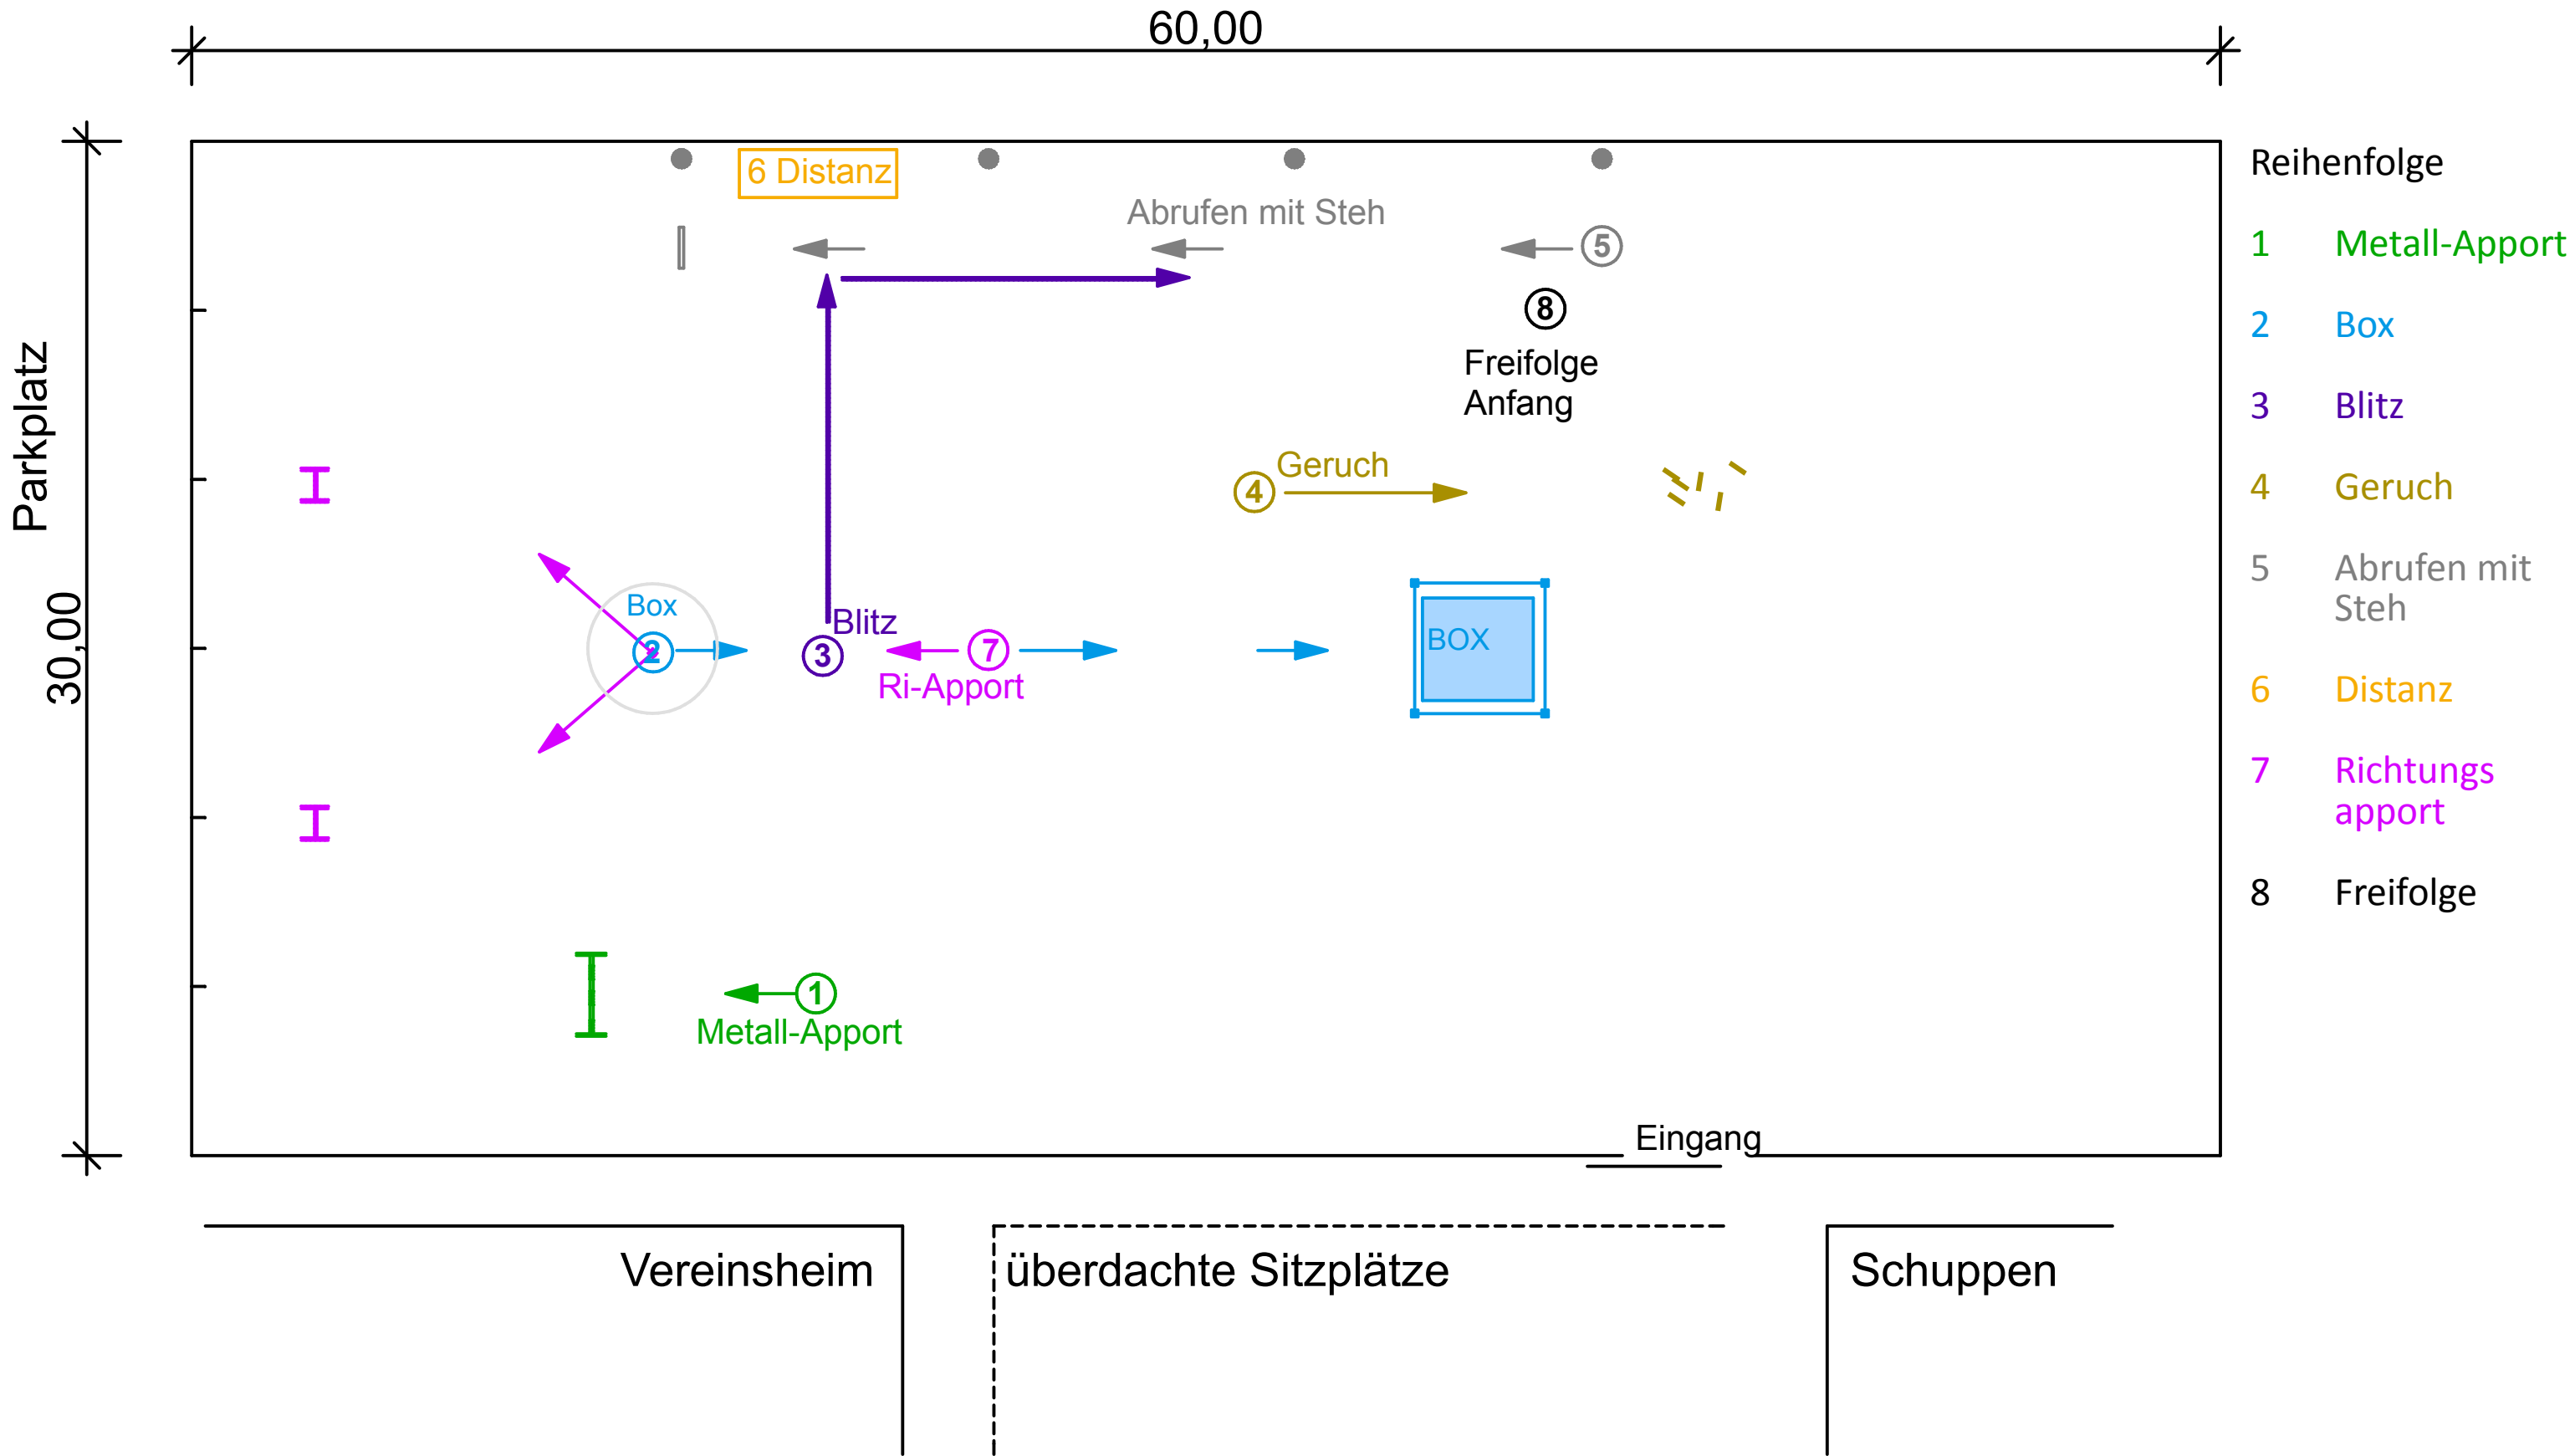 60,00
6 Distanz
Abrufen mit Steh
5
8
Freifolge
Anfang
Parkplatz
30,00
Geruch
4
Box
2
Blitz
3
7
Ri-Apport
BOX
1
Metall-Apport
Eingang
Vereinsheim
überdachte Sitzplätze
Schuppen
Reihenfolge
1 Metall-Apport
2 Box
3 Blitz
4 Geruch
5 Abrufen mit
Steh
6 Distanz
7 Richtungs
apport
8 Freifolge